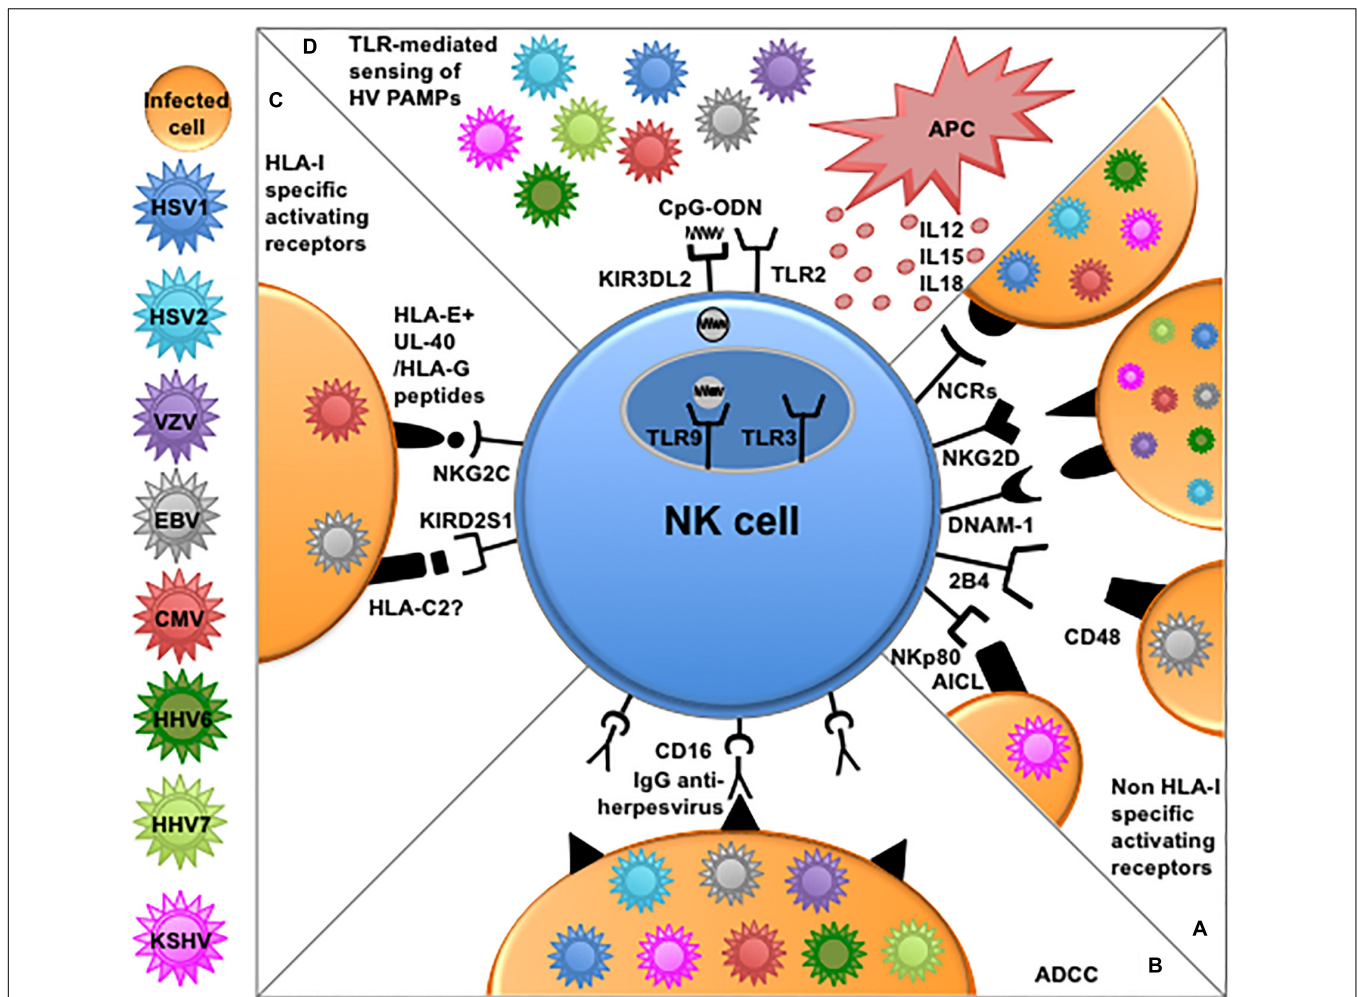 Infected
cell
HSV1
HSV2
VZV
EBV
CMV
HHV6
HHV7
KSHV
D
TLR-mediated
sensing of
HV PAMPs
APC
CpG-ODN
KIR3DL2
TLR2
IL12
IL15
IL18
C
HLA-I
specific
activating
receptors
HLA-E+
UL-40
/HLA-G
peptides
NKG2C
KIRD2S1
HLA-C2?
TLR9
TLR3
NK cell
NCRs
NKG2D
DNAM-1
2B4
CD48
NKp80
AICL
Non HLA-I
specific
activating
receptors
A
CD16
IgG anti-
herpesvirus
ADCC
B